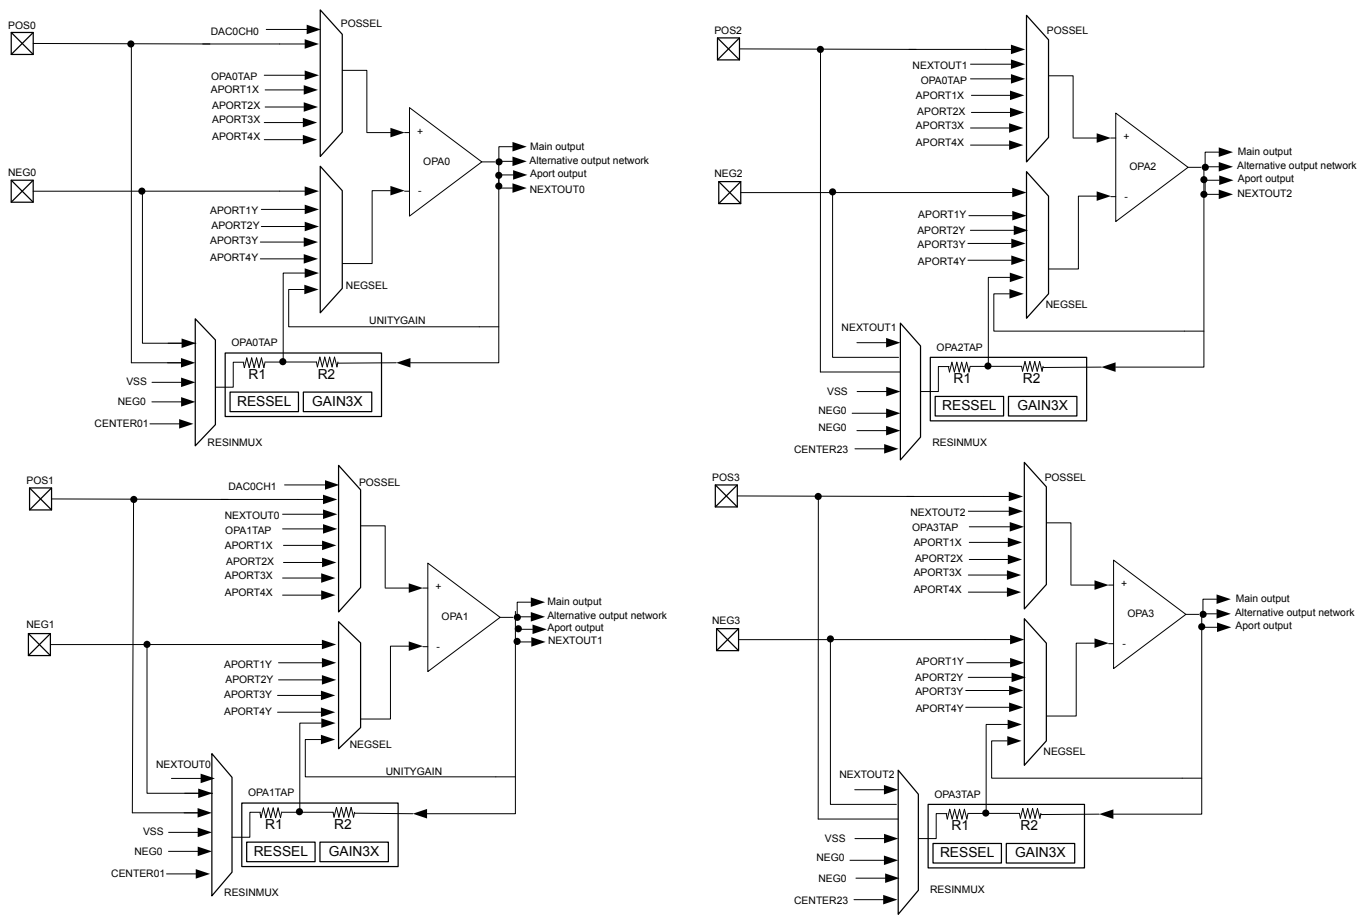 POS0
DAC0CH0
POSSEL
OPA0TAP
APORT1X
APORT2X
APORT3X
APORT4X
+
OPA0
-
Main output
Alternative output network
Aport output
NEXTOUT0
NEG0
APORT1Y
APORT2Y
APORT3Y
APORT4Y
NEGSEL
UNITYGAIN
OPA0TAP
R1
R2
VSS
NEG0
CENTER01
RESSEL
GAIN3X
RESINMUX
POS2
POSSEL
NEXTOUT1
OPA0TAP
APORT1X
APORT2X
APORT3X
APORT4X
+
OPA2
-
Main output
Alternative output network
Aport output
NEXTOUT2
NEG2
APORT1Y
APORT2Y
APORT3Y
APORT4Y
NEGSEL
NEXTOUT1
OPA2TAP
R1
R2
VSS
NEG0
NEG0
CENTER23
RESSEL
GAIN3X
RESINMUX
POS1
DAC0CH1
POSSEL
NEXTOUT0
OPA1TAP
APORT1X
APORT2X
APORT3X
APORT4X
+
OPA1
-
Main output
Alternative output network
Aport output
NEXTOUT1
NEG1
APORT1Y
APORT2Y
APORT3Y
APORT4Y
NEGSEL
UNITYGAIN
NEXTOUT0
OPA1TAP
R1
R2
VSS
NEG0
CENTER01
RESSEL
GAIN3X
RESINMUX
POS3
POSSEL
NEXTOUT2
OPA3TAP
APORT1X
APORT2X
APORT3X
APORT4X
+
OPA3
-
Main output
Alternative output network
Aport output
NEG3
APORT1Y
APORT2Y
APORT3Y
APORT4Y
NEGSEL
NEXTOUT2
OPA3TAP
R1
R2
VSS
NEG0
NEG0
CENTER23
RESSEL
GAIN3X
RESINMUX